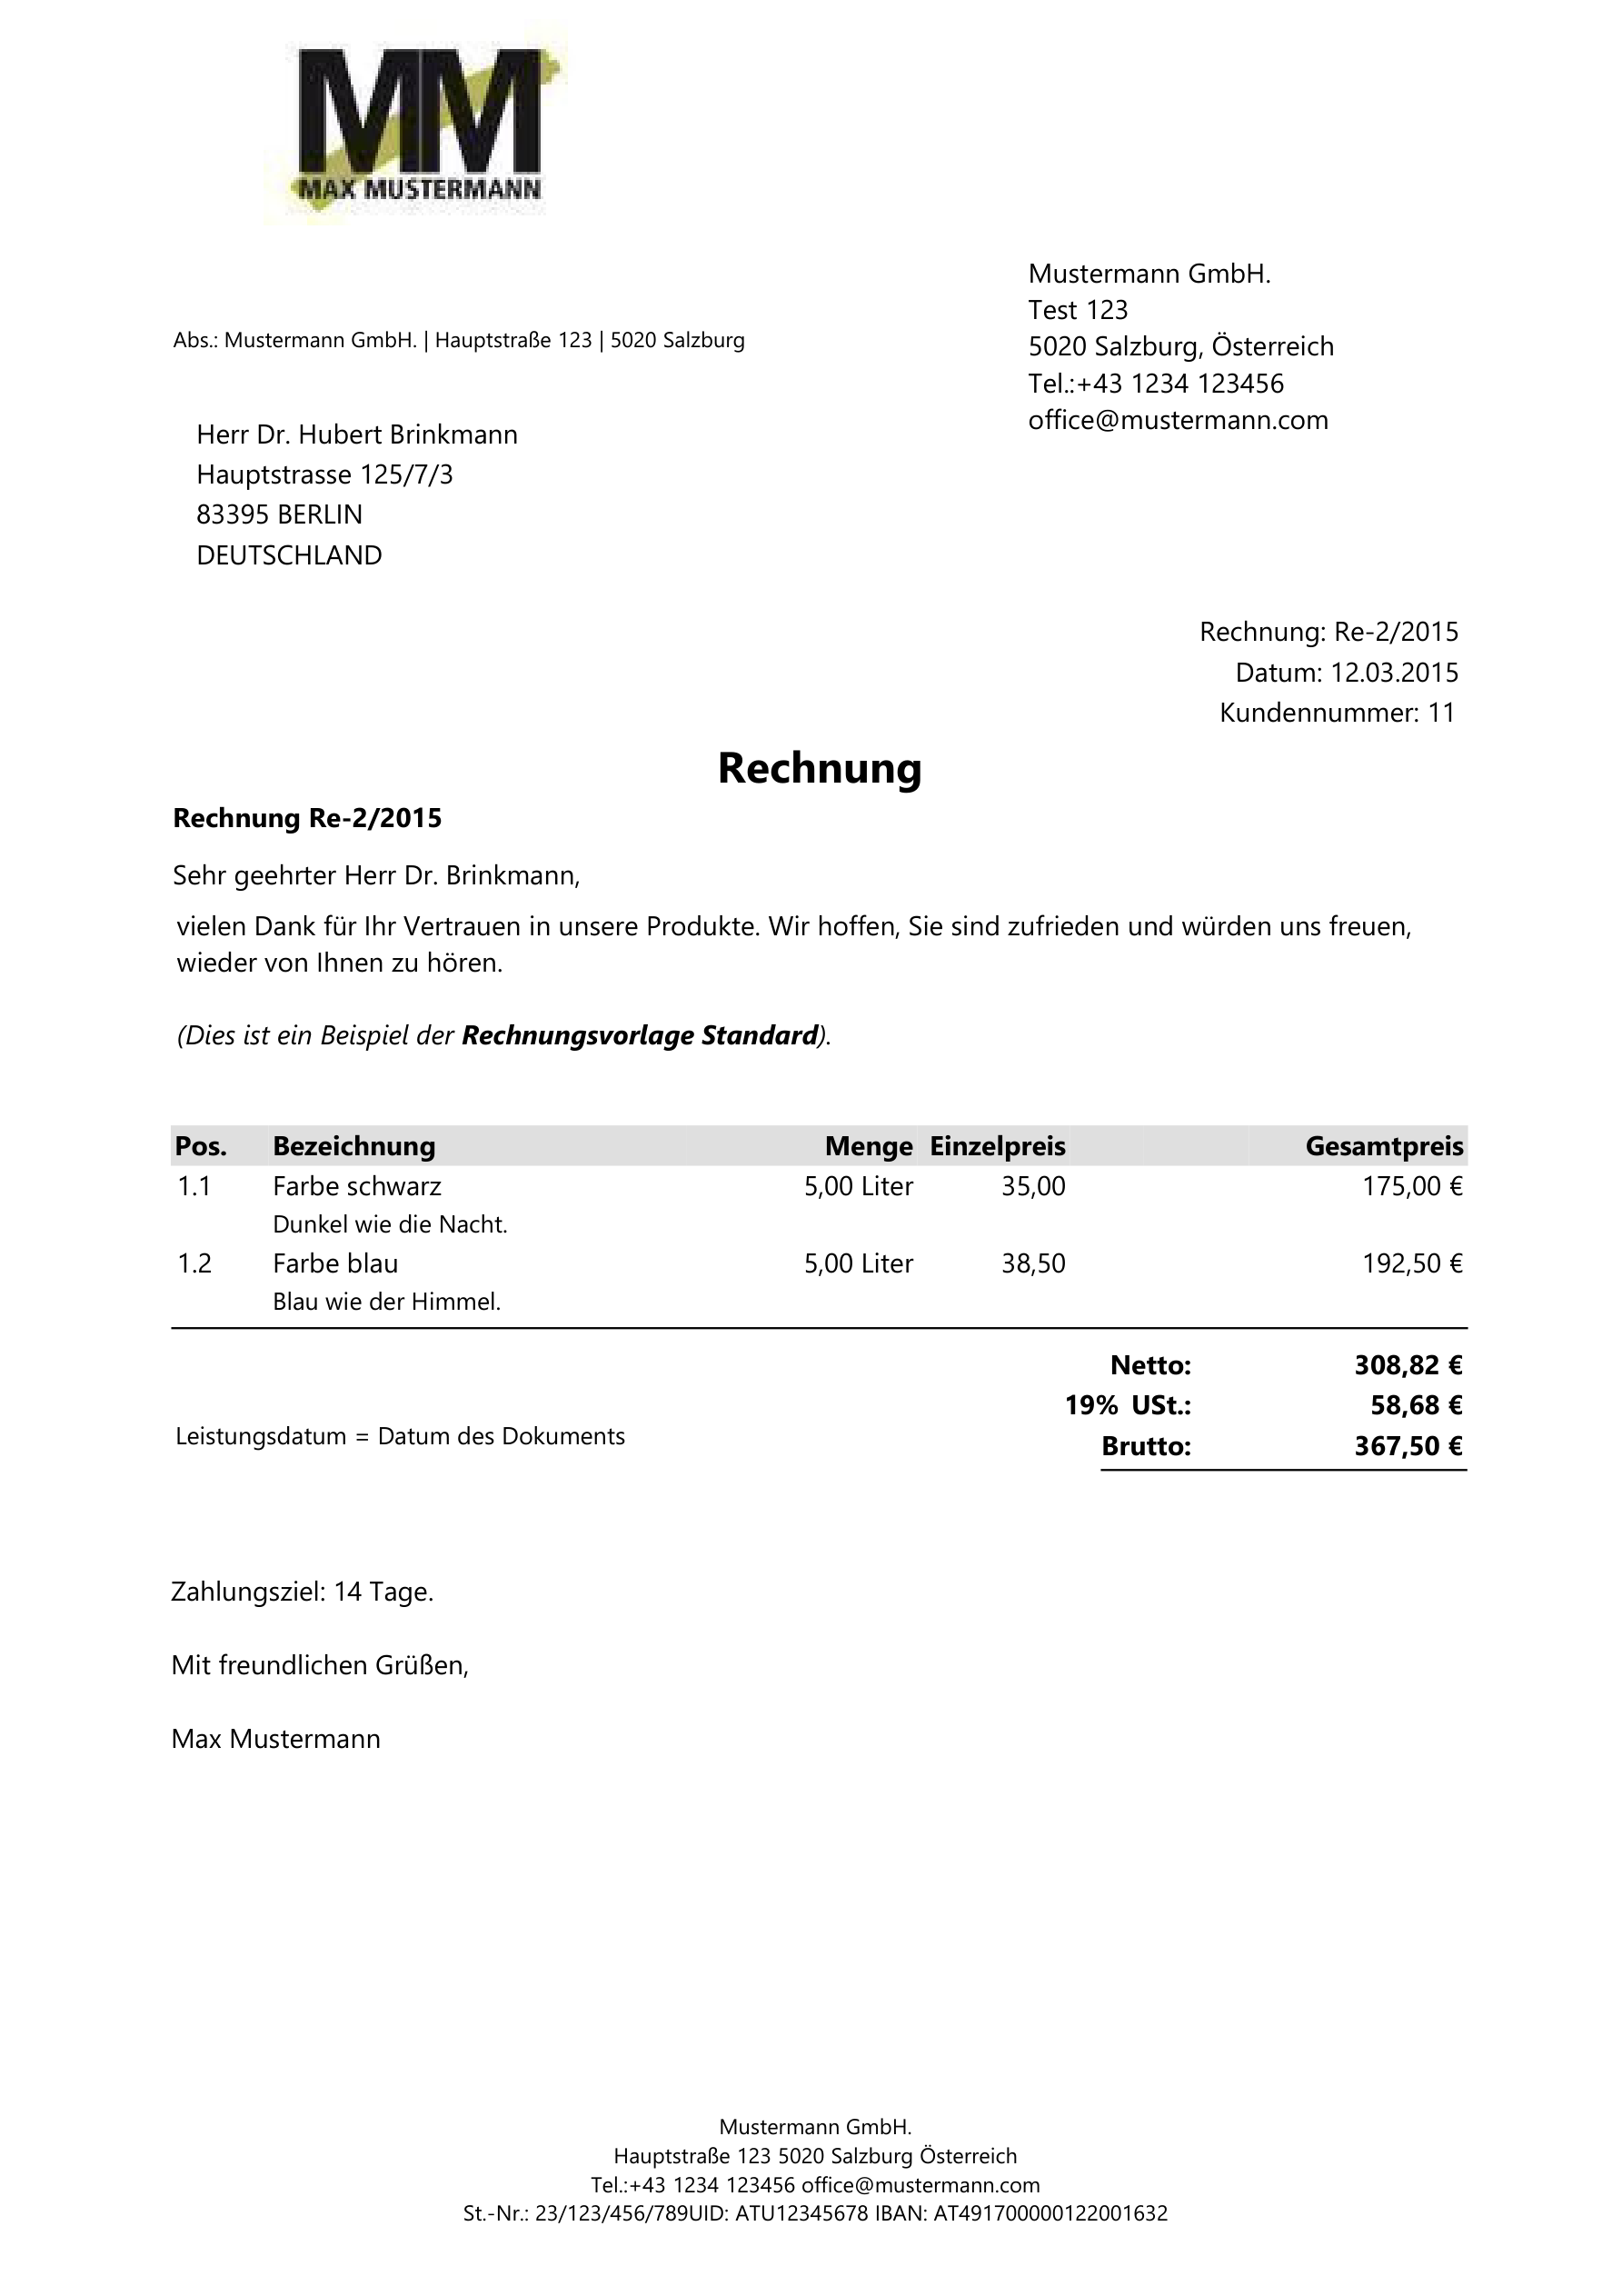 MM
MAX MUSTERMANN
Mustermann GmbH.
Test 123
5020 Salzburg, Österreich
Tel.:+43 1234 123456
office@mustermann.com
Abs.: Mustermann GmbH. | Hauptstraße 123 | 5020 Salzburg
Herr Dr. Hubert Brinkmann
Hauptstrasse 125/7/3
83395 BERLIN
DEUTSCHLAND
Rechnung: Re-2/2015
Datum: 12.03.2015
Kundennummer: 11
Rechnung
Rechnung Re-2/2015
Sehr geehrter Herr Dr. Brinkmann,
vielen Dank für Ihr Vertrauen in unsere Produkte. Wir hoffen, Sie sind zufrieden und würden uns freuen,
wieder von Ihnen zu hören.
(Dies ist ein Beispiel der Rechnungsvorlage Standard).
Pos. Bezeichnung Menge Einzelpreis Gesamtpreis
1.1 Farbe schwarz 5,00 Liter 35,00 175,00 €
Dunkel wie die Nacht.
1.2 Farbe blau 5,00 Liter 38,50 192,50 €
Blau wie der Himmel.
Netto: 308,82 €
19% USt.: 58,68 €
Leistungsdatum = Datum des Dokuments
Brutto: 367,50 €
Zahlungsziel: 14 Tage.
Mit freundlichen Grüßen,
Max Mustermann
Mustermann GmbH.
Hauptstraße 123 5020 Salzburg Österreich
Tel.:+43 1234 123456 office@mustermann.com
St.-Nr.: 23/123/456/789UID: ATU12345678 IBAN: AT491700000122001632